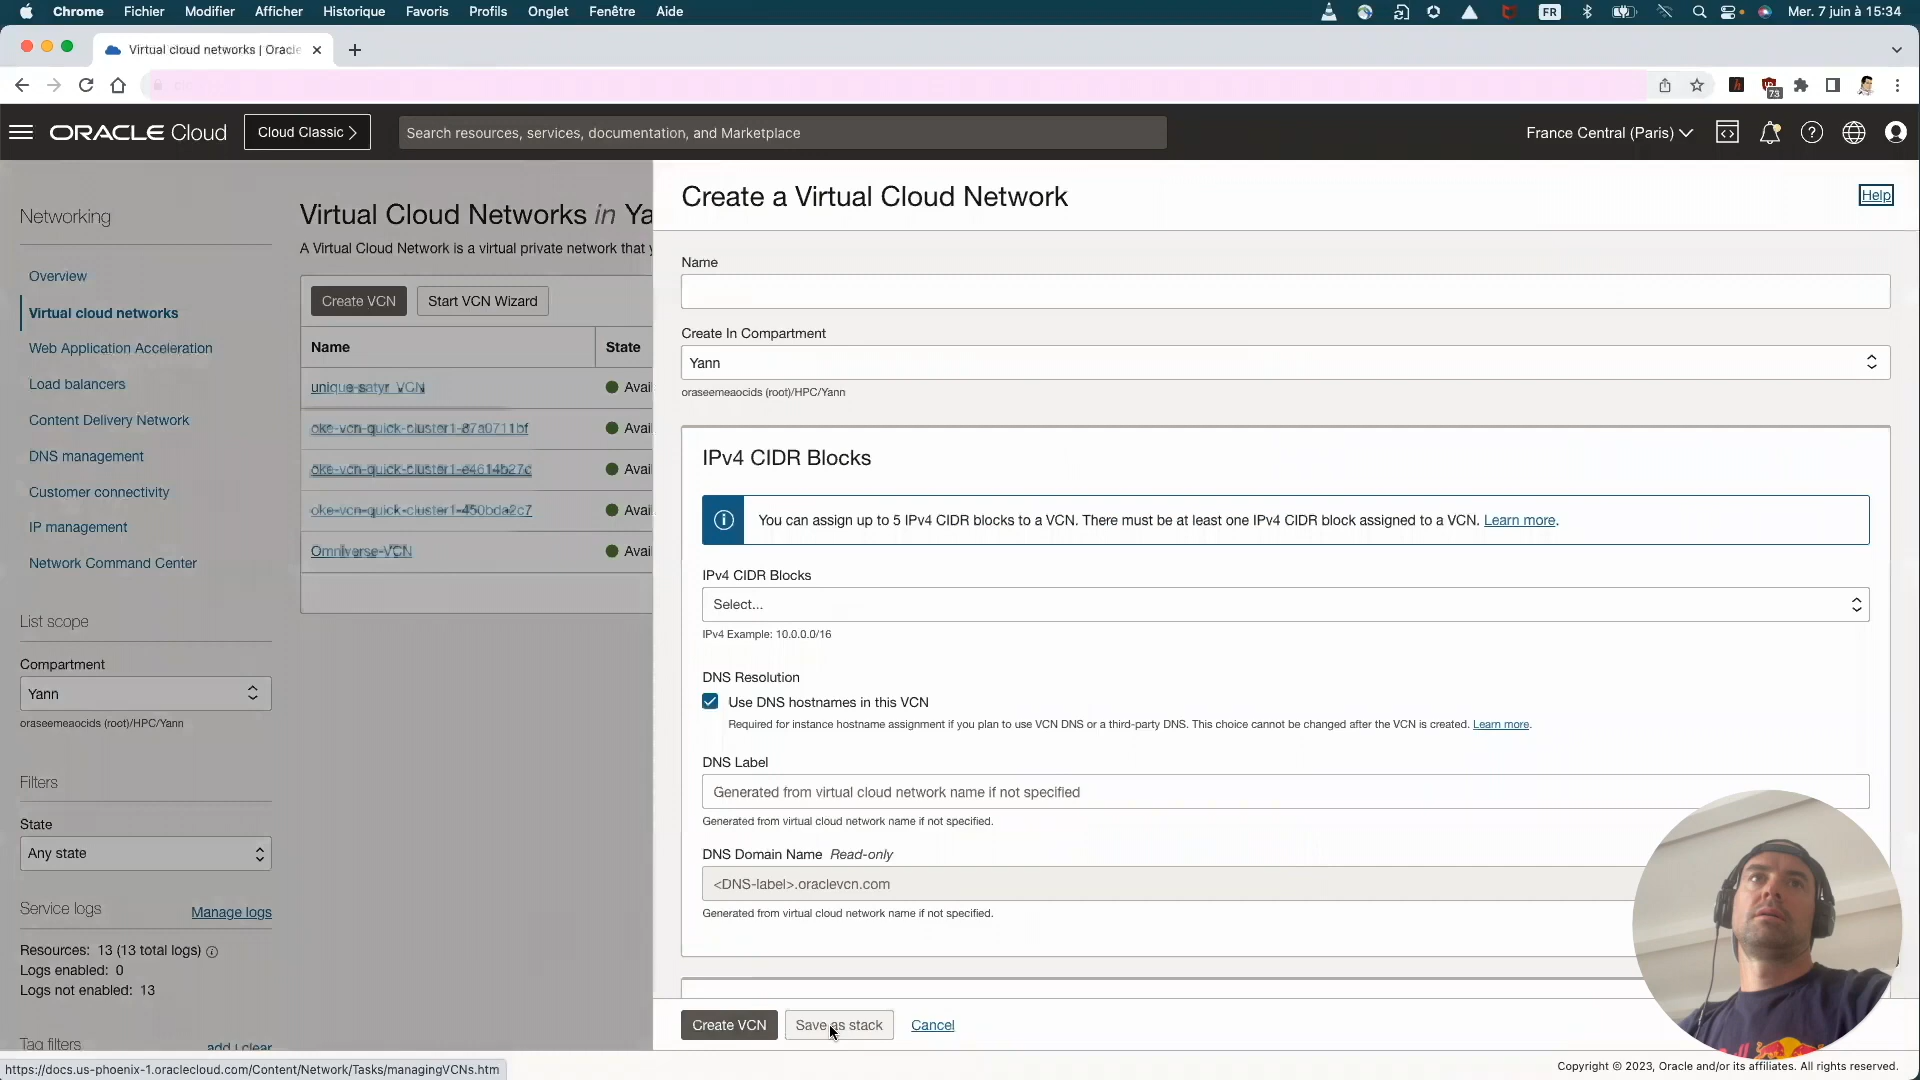 Chrome Fichier Modifier Afficher Historique Favoris Profils Onglet Fenêtre Aide
FR Mer. 7 juin à 15:34
Virtual cloud networks | Oracle
73
ORACLE Cloud
Cloud Classic
Search resources, services, documentation, and Marketplace
France Central (Paris)
Networking
Overview
Virtual cloud networks
Web Application Acceleration
Load balancers
Content Delivery Network
DNS management
Customer connectivity
IP management
Network Command Center
List scope
Compartment
Yann
oraseemeaocids (root)/HPC/Yann
Filters
State
Any state
Service logs Manage logs
Resources: 13 (13 total logs)
Logs enabled: 0
Logs not enabled: 13
Tag filters add | clear
Virtual Cloud Networks in Ya
A Virtual Cloud Network is a virtual private network that y
Create VCN Start VCN Wizard
Name State
unique-satyr VCN Avai
oke-vcn-quick-cluster1-87a0711bf Avai
oke-vcn-quick-cluster1-e4614b27c Avai
oke-vcn-quick-cluster1-450bda2c7 Avai
Omniverse-VCN Avai
Create a Virtual Cloud Network
Help
Name
Create In Compartment
Yann
oraseemeaocids (root)/HPC/Yann
IPv4 CIDR Blocks
You can assign up to 5 IPv4 CIDR blocks to a VCN. There must be at least one IPv4 CIDR block assigned to a VCN. Learn more.
IPv4 CIDR Blocks
Select...
IPv4 Example: 10.0.0.0/16
DNS Resolution
Use DNS hostnames in this VCN
Required for instance hostname assignment if you plan to use VCN DNS or a third-party DNS. This choice cannot be changed after the VCN is created. Learn more.
DNS Label
Generated from virtual cloud network name if not specified
Generated from virtual cloud network name if not specified.
DNS Domain Name Read-only
<DNS-label>.oraclevcn.com
Generated from virtual cloud network name if not specified.
Create VCN Save as stack Cancel
https://docs.us-phoenix-1.oraclecloud.com/Content/Network/Tasks/managingVCNs.htm
Copyright © 2023, Oracle and/or its affiliates. All rights reserved.